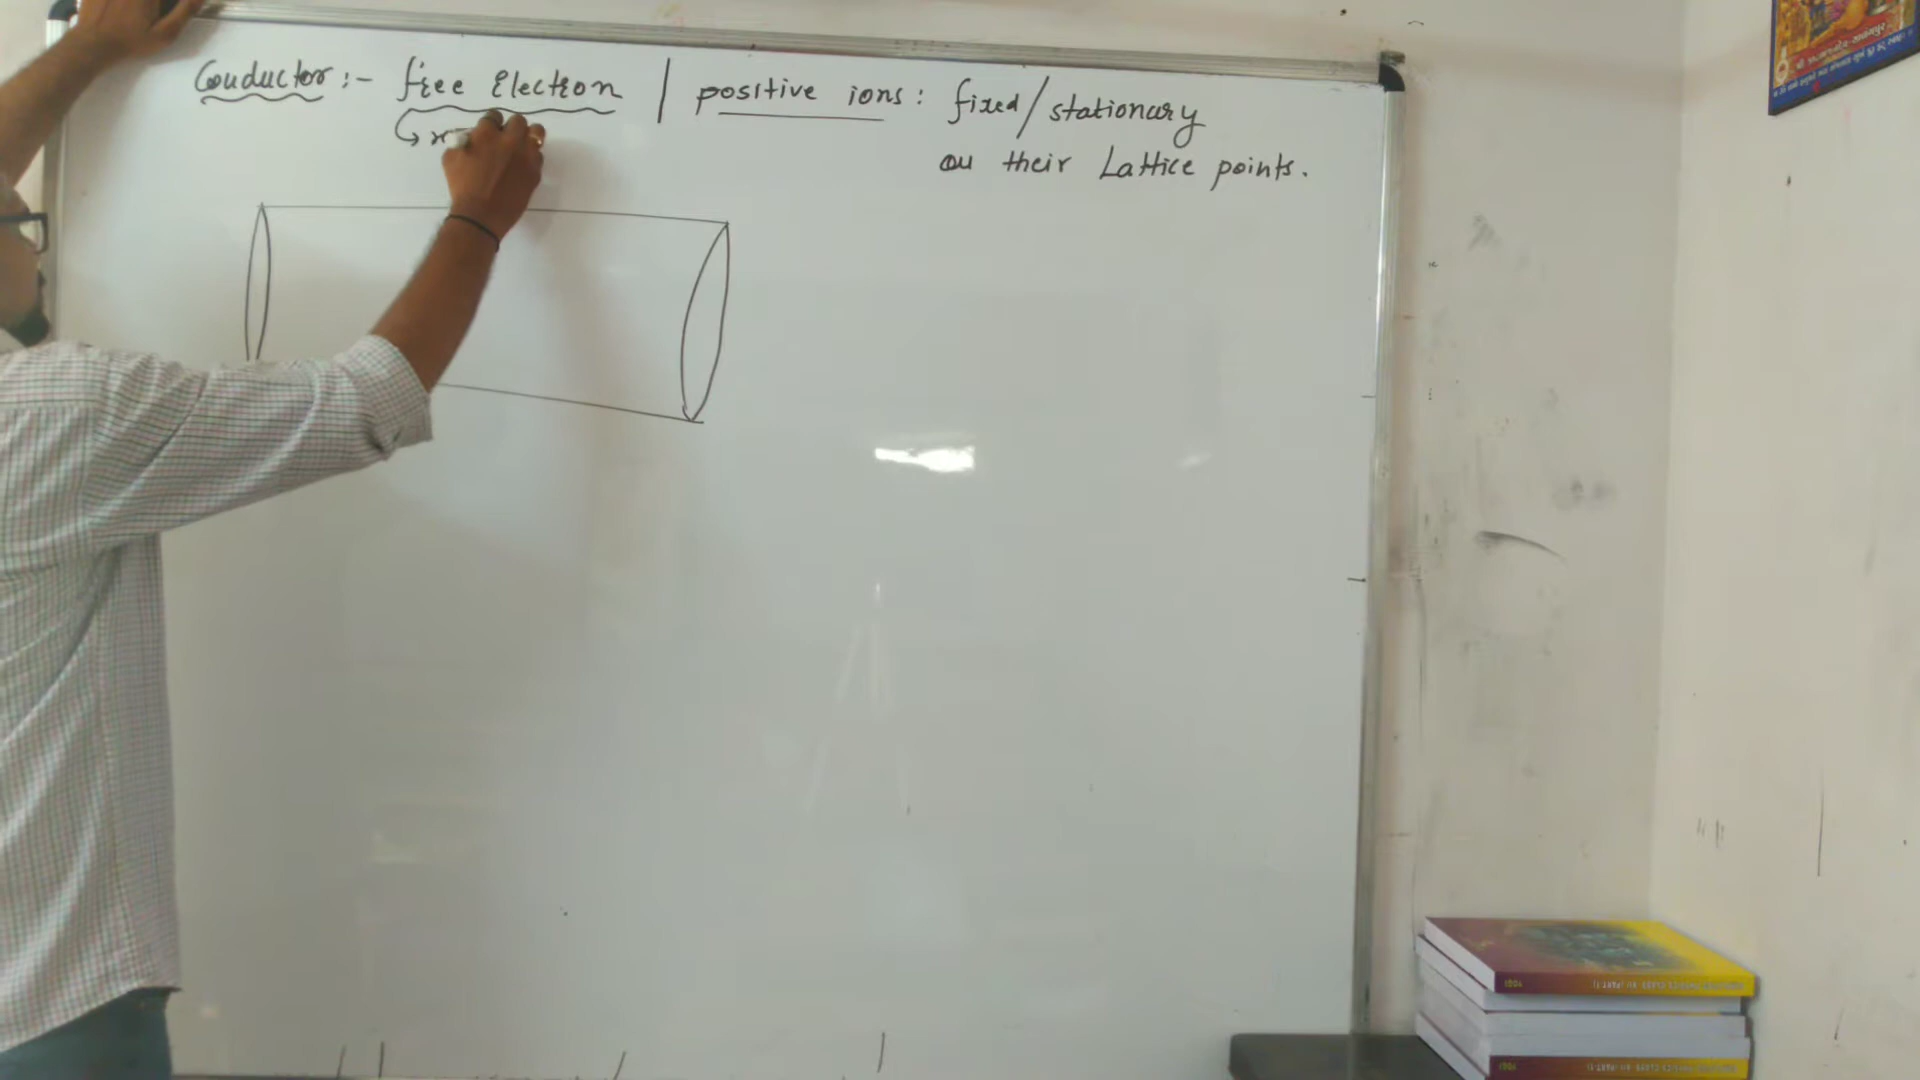 Conductor :- free Electron | positive ions : fixed/stationary
on their Lattice points.